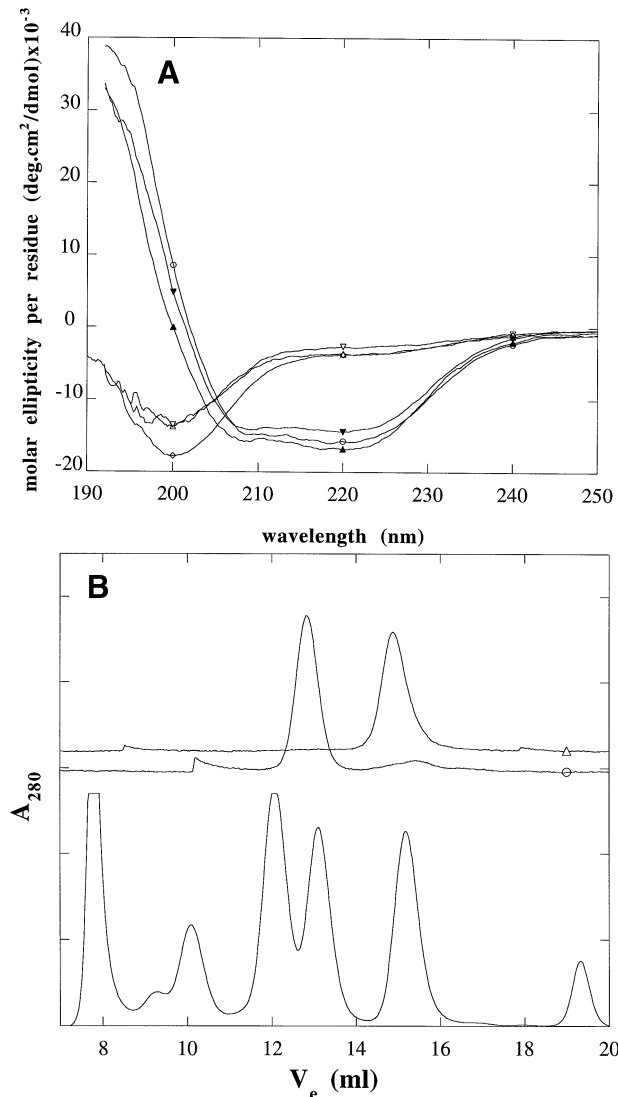 A
molar ellipticity per residue (deg.cm2/dmol)x10-3
40
30
20
10
0
-10
-20
190 200 210 220 230 240 250
wavelength (nm)
B
A280
8 10 12 14 16 18 20
Ve (ml)